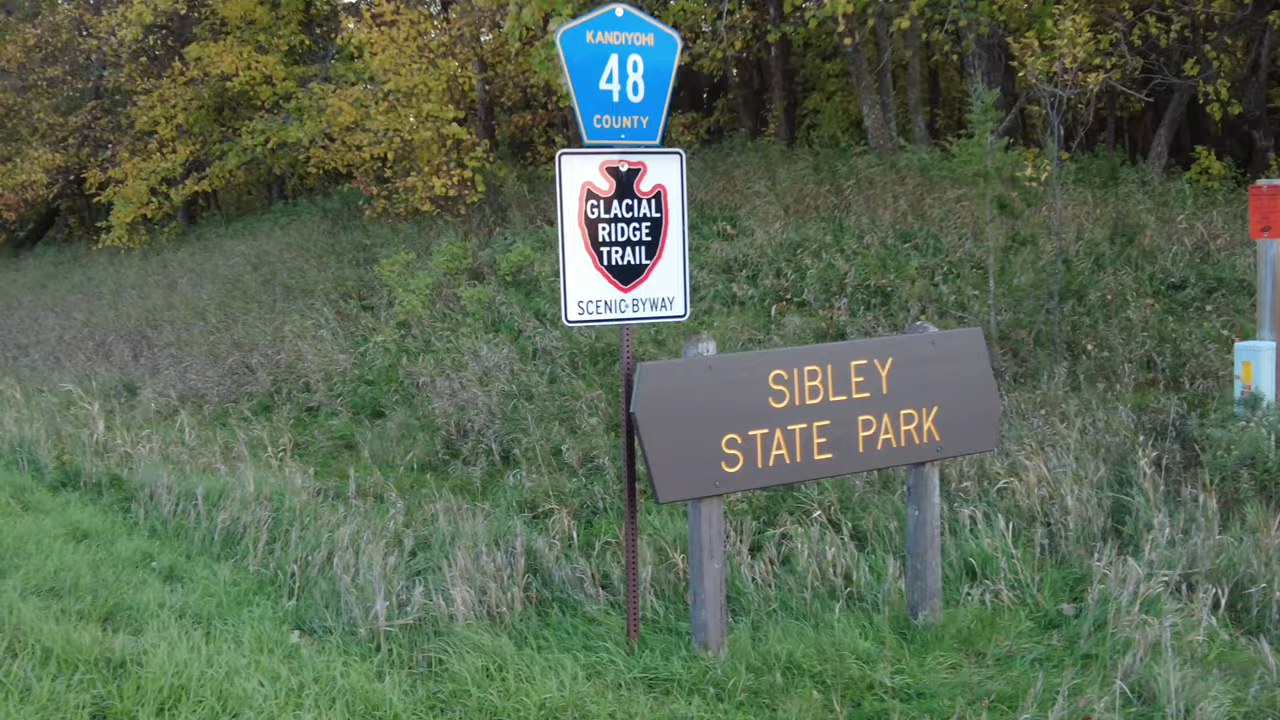 KANDIYOHI
48
COUNTY
GLACIAL
RIDGE
TRAIL
SCENIC BYWAY
SIBLEY
STATE PARK